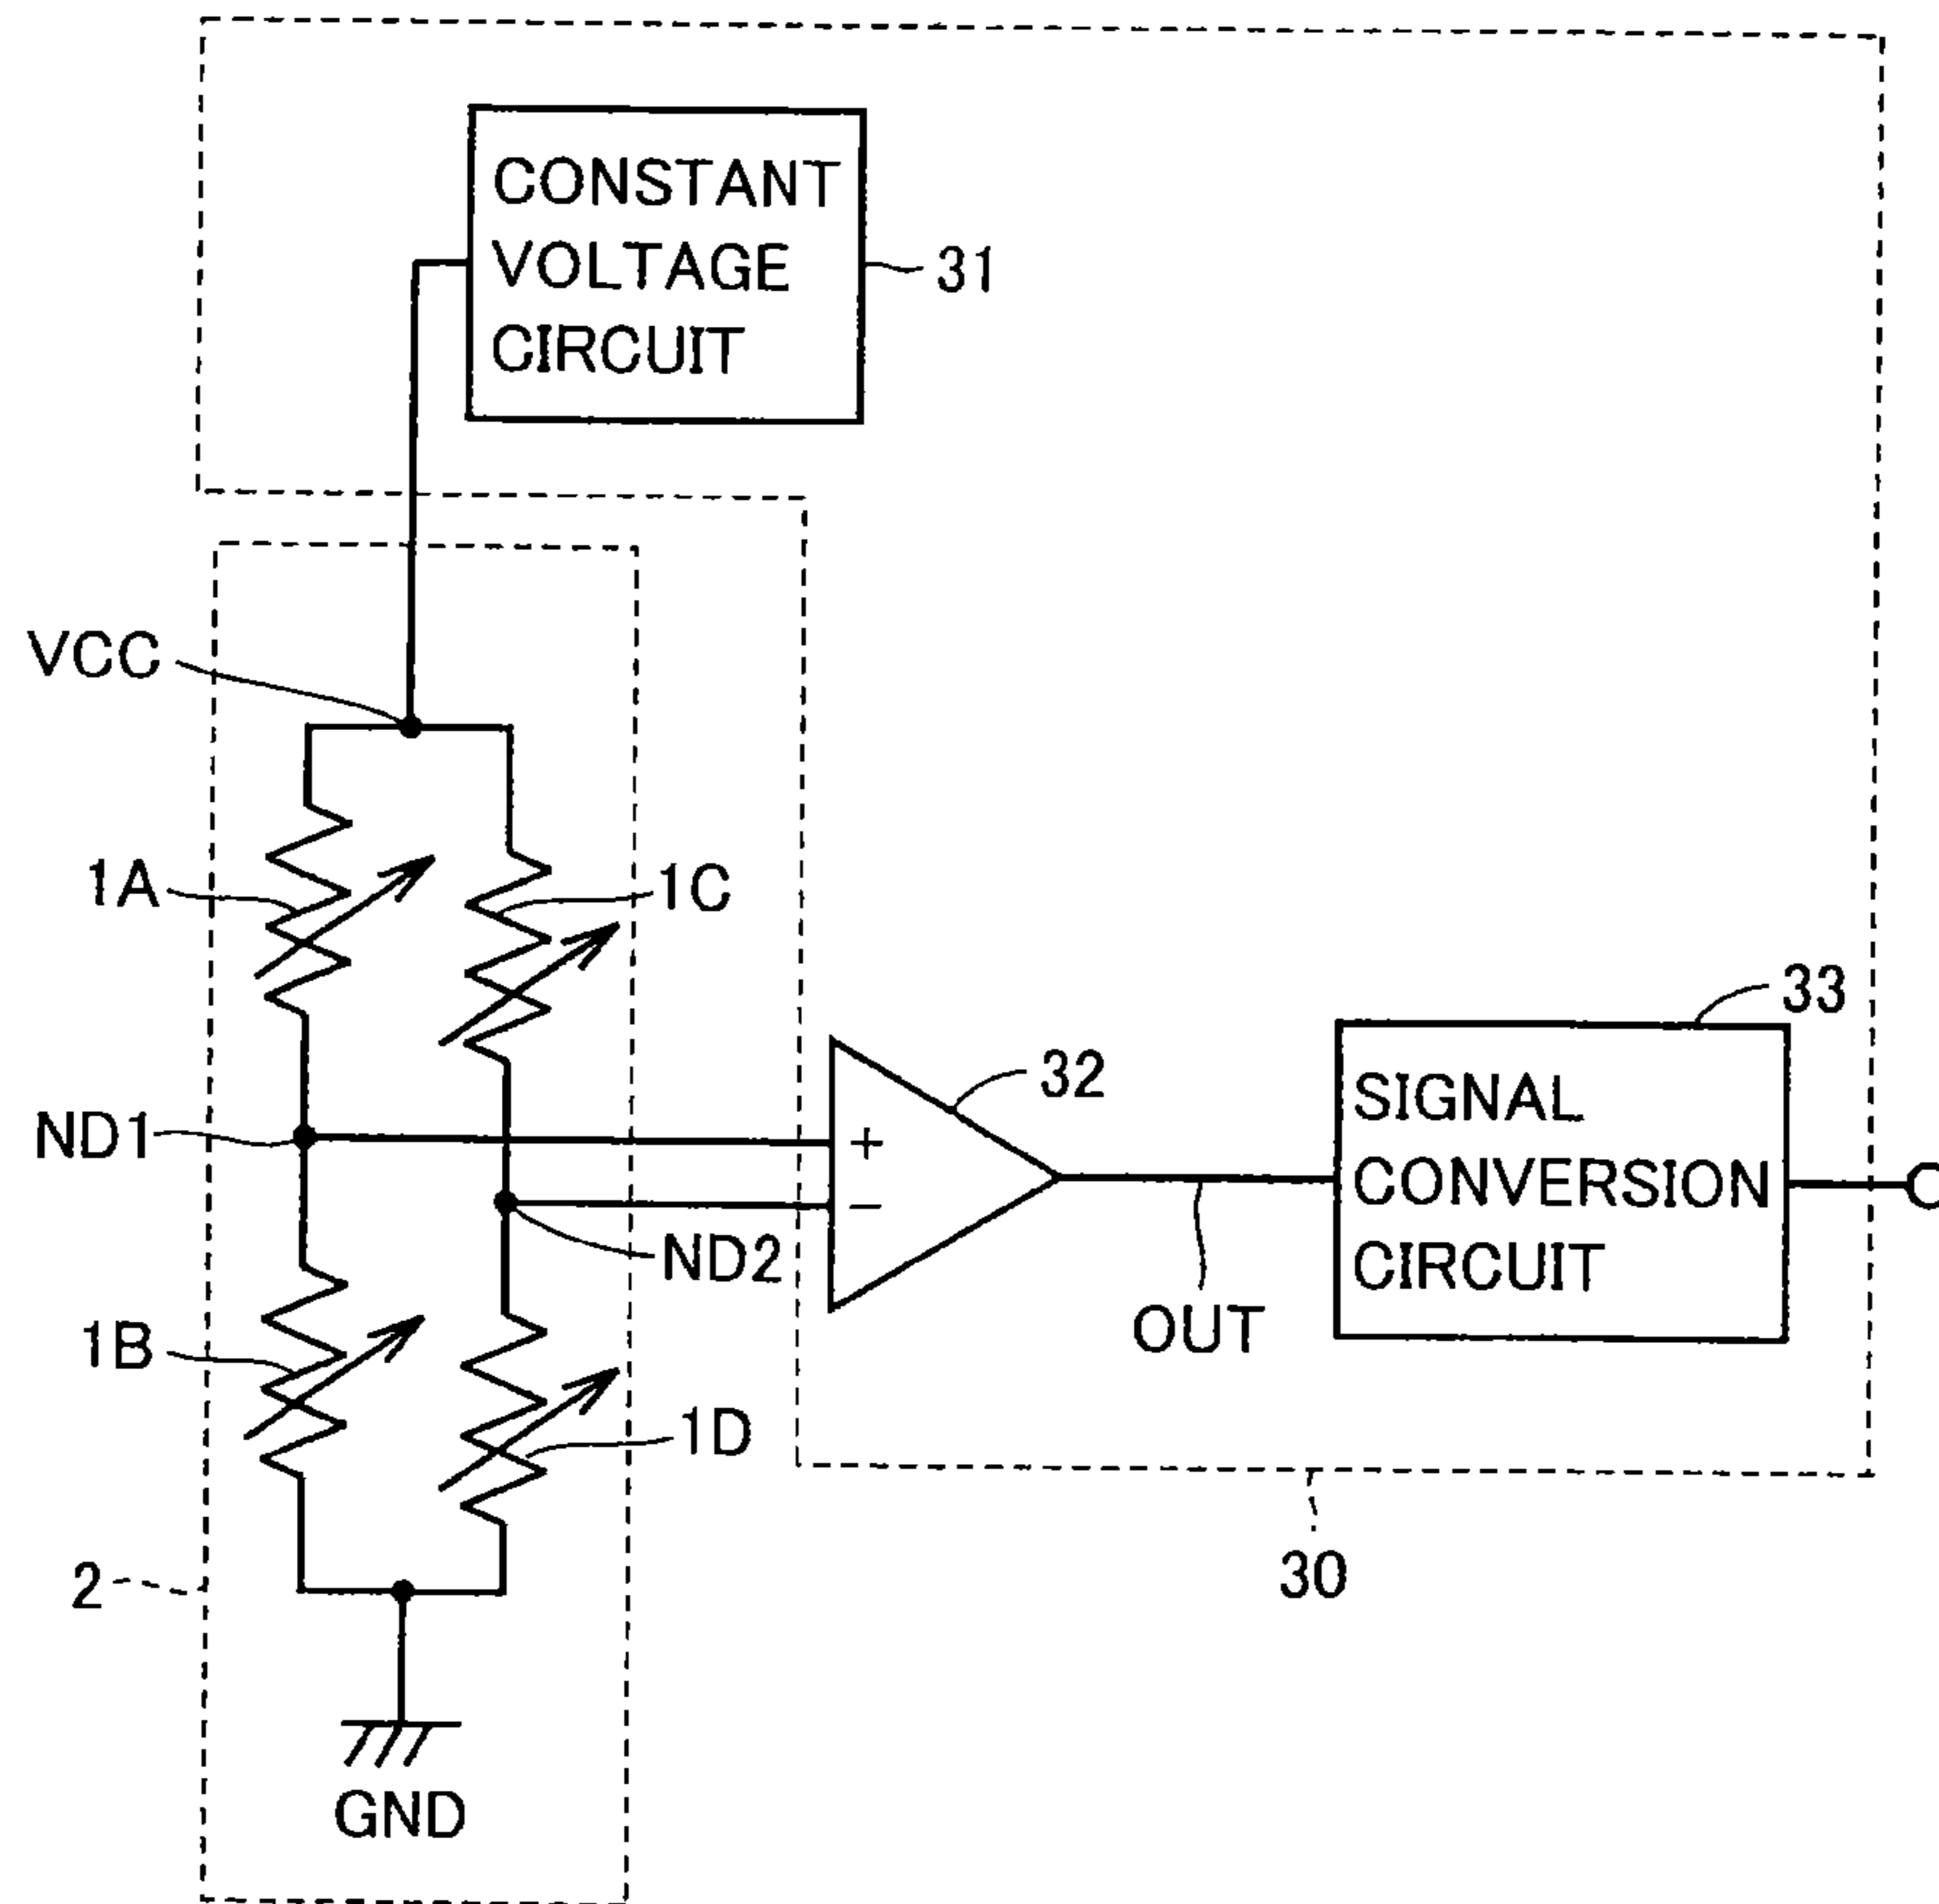 CONSTANT
VOLTAGE
CIRCUIT
31
VCC
1A
1C
33
32
SIGNAL
CONVERSION
CIRCUIT
+
−
ND1
ND2
OUT
1B
1D
2
30
GND